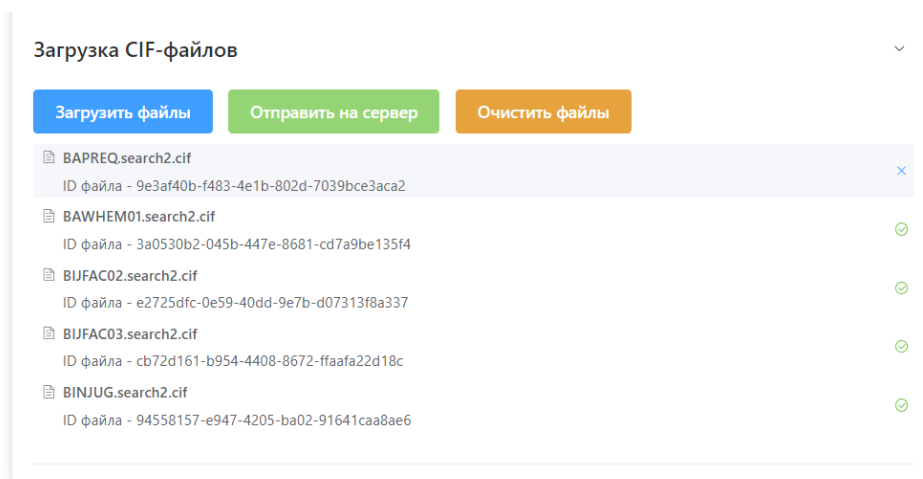 Загрузка CIF-файлов
Загрузить файлы Отправить на сервер Очистить файлы
BAPREQ.search2.cif
ID файла - 9e3af40b-f483-4e1b-802d-7039bce3aca2
BAWHEM01.search2.cif
ID файла - 3a0530b2-045b-447e-8681-cd7a9be135f4
BIJFAC02.search2.cif
ID файла - e2725dfc-0e59-40dd-9e7b-d07313f8a337
BIJFAC03.search2.cif
ID файла - cb72d161-b954-4408-8672-ffaafa22d18c
BINJUG.search2.cif
ID файла - 94558157-e947-4205-ba02-91641caa8ae6